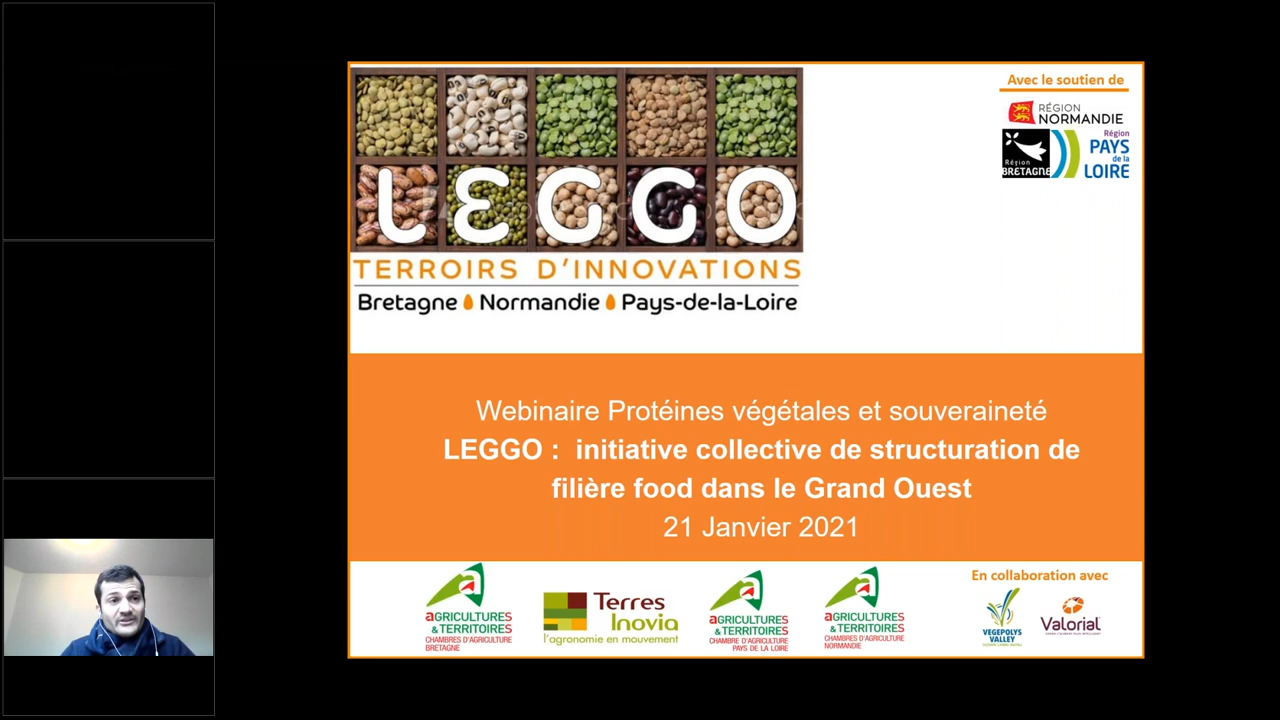 Avec le soutien de
RÉGION
NORMANDIE
Région
BRETAGNE
Région
PAYS
de la
LOIRE
LEGGO
TERROIRS D'INNOVATIONS
Bretagne Normandie Pays-de-la-Loire
Webinaire Protéines végétales et souveraineté
LEGGO : initiative collective de structuration de
filière food dans le Grand Ouest
21 Janvier 2021
En collaboration avec
AGRICULTURES
& TERRITOIRES
CHAMBRES D'AGRICULTURE
BRETAGNE
Terres
Inovia
l'agronomie en mouvement
AGRICULTURES
& TERRITOIRES
CHAMBRE D'AGRICULTURE
PAYS DE LA LOIRE
AGRICULTURES
& TERRITOIRES
CHAMBRES D'AGRICULTURE
NORMANDIE
VEGEPOLYS
VALLEY
Valorial